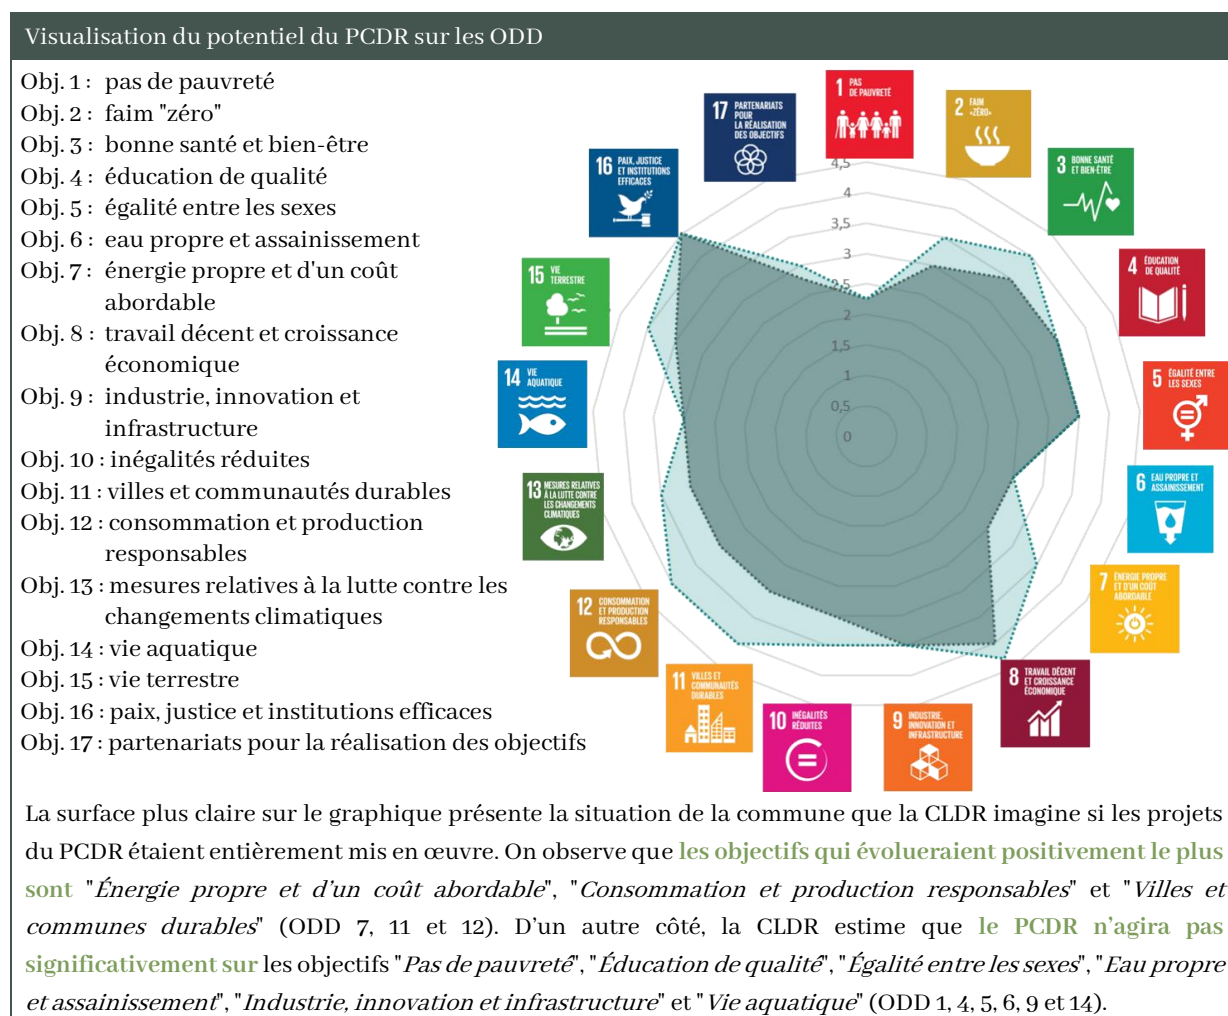 Visualisation du potentiel du PCDR sur les ODD
Obj. 1 : pas de pauvreté
Obj. 2 : faim "zéro"
Obj. 3 : bonne santé et bien-être
Obj. 4 : éducation de qualité
Obj. 5 : égalité entre les sexes
Obj. 6 : eau propre et assainissement
Obj. 7 : énergie propre et d'un coût
abordable
Obj. 8 : travail décent et croissance
économique
Obj. 9 : industrie, innovation et
infrastructure
Obj. 10 : inégalités réduites
Obj. 11 : villes et communautés durables
Obj. 12 : consommation et production
responsables
Obj. 13 : mesures relatives à la lutte contre les
changements climatiques
Obj. 14 : vie aquatique
Obj. 15 : vie terrestre
Obj. 16 : paix, justice et institutions efficaces
Obj. 17 : partenariats pour la réalisation des objectifs
1 PAS
DE PAUVRETÉ
2 FAIM
«ZÉRO»
3 BONNE SANTÉ
ET BIEN-ÊTRE
4 ÉDUCATION
DE QUALITÉ
5 ÉGALITÉ ENTRE
LES SEXES
6 EAU PROPRE ET
ASSAINISSEMENT
7 ÉNERGIE PROPRE
ET D'UN COÛT
ABORDABLE
8 TRAVAIL DÉCENT
ET CROISSANCE
ÉCONOMIQUE
9 INDUSTRIE,
INNOVATION ET
INFRASTRUCTURE
10 INÉGALITÉS
RÉDUITES
11 VILLES ET
COMMUNAUTÉS
DURABLES
12 CONSOMMATION
ET PRODUCTION
RESPONSABLES
13 MESURES RELATIVES
À LA LUTTE CONTRE
LES CHANGEMENTS
CLIMATIQUES
14 VIE
AQUATIQUE
15 VIE
TERRESTRE
16 PAIX, JUSTICE
ET INSTITUTIONS
EFFICACES
17 PARTENARIATS
POUR
LA RÉALISATION
DES OBJECTIFS
4,5
4
3,5
3
2,5
2
1,5
1
0,5
0
La surface plus claire sur le graphique présente la situation de la commune que la CLDR imagine si les projets
du PCDR étaient entièrement mis en œuvre. On observe que les objectifs qui évolueraient positivement le plus
sont "Énergie propre et d'un coût abordable", "Consommation et production responsables" et "Villes et
communes durables" (ODD 7, 11 et 12). D'un autre côté, la CLDR estime que le PCDR n'agira pas
significativement sur les objectifs "Pas de pauvreté", "Éducation de qualité", "Égalité entre les sexes", "Eau propre
et assainissement", "Industrie, innovation et infrastructure" et "Vie aquatique" (ODD 1, 4, 5, 6, 9 et 14).